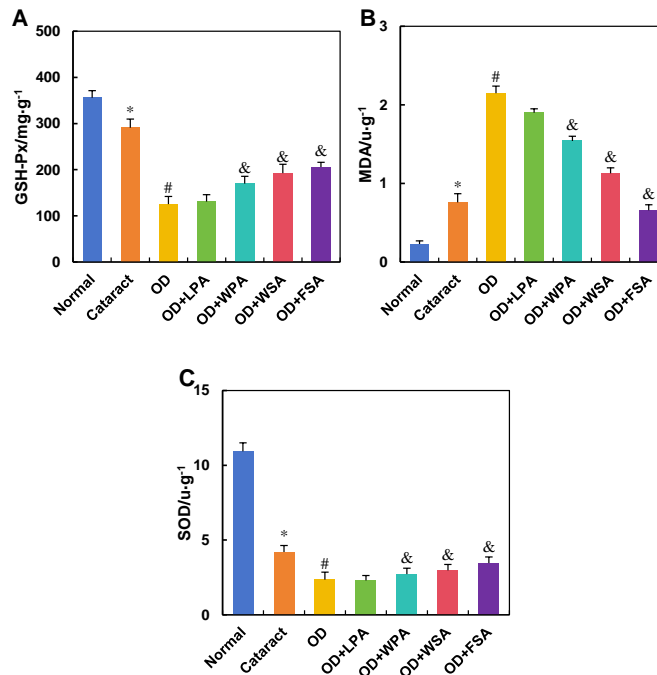 A
500
400
300
200
100
0
GSH-Px/mg·g⁻¹
*
#
&
&
&
Normal
Cataract
OD
OD+LPA
OD+WPA
OD+WSA
OD+FSA
B
3
2
1
0
MDA/u·g⁻¹
*
#
&
&
&
Normal
Cataract
OD
OD+LPA
OD+WPA
OD+WSA
OD+FSA
C
15
10
5
0
SOD/u·g⁻¹
*
#
&
&
&
Normal
Cataract
OD
OD+LPA
OD+WPA
OD+WSA
OD+FSA